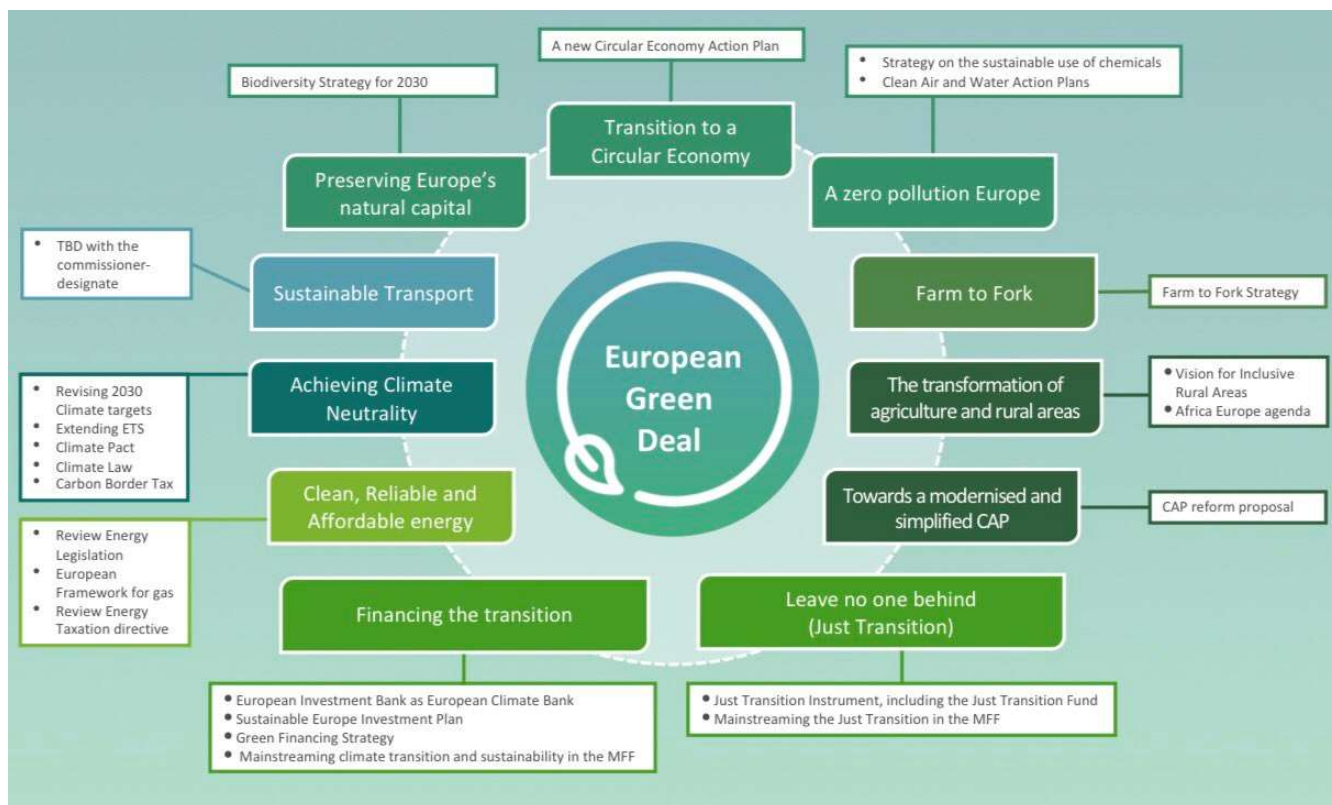 A new Circular Economy Action Plan
• Strategy on the sustainable use of chemicals
• Clean Air and Water Action Plans
Biodiversity Strategy for 2030
Transition to a
Circular Economy
Preserving Europe's
natural capital
A zero pollution Europe
• TBD with the
commissioner-
designate
Sustainable Transport
Farm to Fork
Farm to Fork Strategy
European
Green
Deal
• Revising 2030
Climate targets
• Extending ETS
• Climate Pact
• Climate Law
• Carbon Border Tax
Achieving Climate
Neutrality
The transformation of
agriculture and rural areas
• Vision for Inclusive
Rural Areas
• Africa Europe agenda
Clean, Reliable and
Affordable energy
Towards a modernised and
simplified CAP
CAP reform proposal
• Review Energy
Legislation
• European
Framework for gas
• Review Energy
Taxation directive
Financing the transition
Leave no one behind
(Just Transition)
• European Investment Bank as European Climate Bank
• Sustainable Europe Investment Plan
• Green Financing Strategy
• Mainstreaming climate transition and sustainability in the MFF
• Just Transition Instrument, including the Just Transition Fund
• Mainstreaming the Just Transition in the MFF